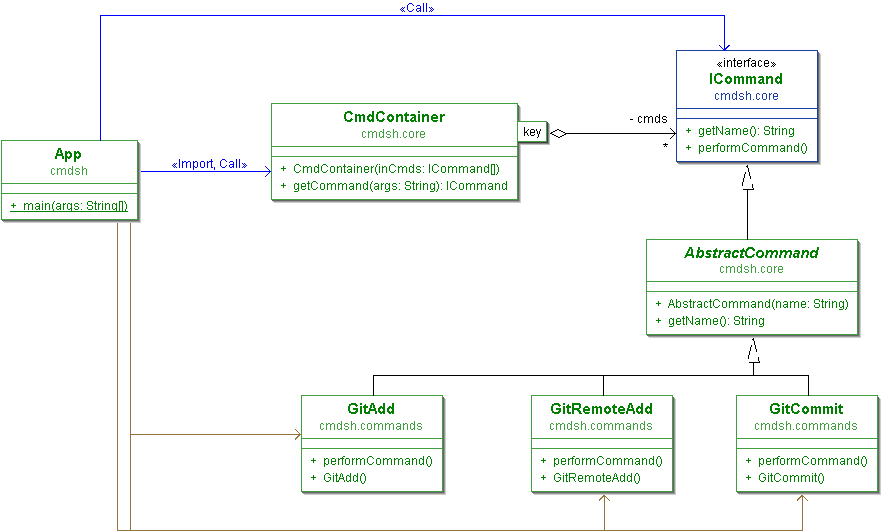 «Call»
«interface»
ICommand
cmdsh.core
+ getName(): String
+ performCommand()
CmdContainer
cmdsh.core
+ CmdContainer(inCmds: ICommand[])
+ getCommand(args: String): ICommand
key
- cmds
*
App
cmdsh
+ main(args: String[])
«Import, Call»
AbstractCommand
cmdsh.core
+ AbstractCommand(name: String)
+ getName(): String
GitAdd
cmdsh.commands
+ performCommand()
+ GitAdd()
GitRemoteAdd
cmdsh.commands
+ performCommand()
+ GitRemoteAdd()
GitCommit
cmdsh.commands
+ performCommand()
+ GitCommit()